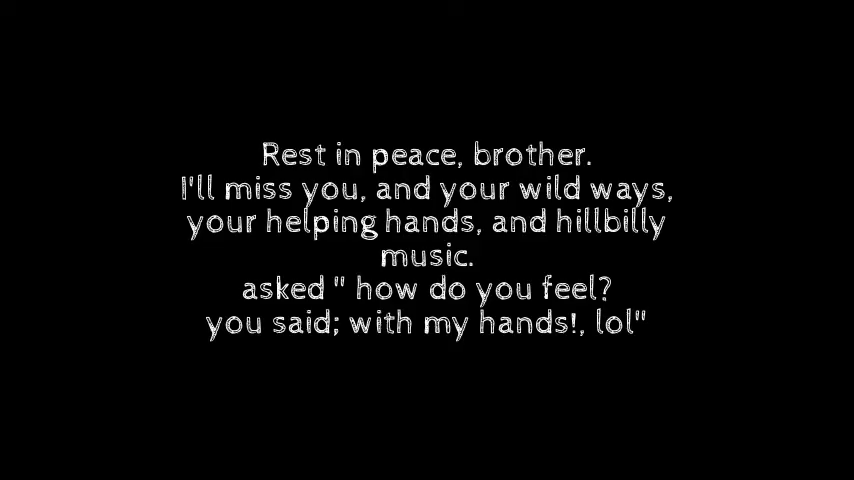 Rest in peace, brother.
I'll miss you, and your wild ways,
your helping hands, and hillbilly
music.
asked " how do you feel?
you said; with my hands!, lol"